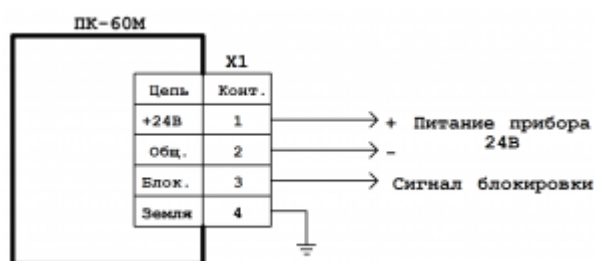 ПК-60М
X1
Цепь Конт.
+24В 1 + Питание прибора
24В
Общ. 2 -
Блок. 3 Сигнал блокировки
Земля 4